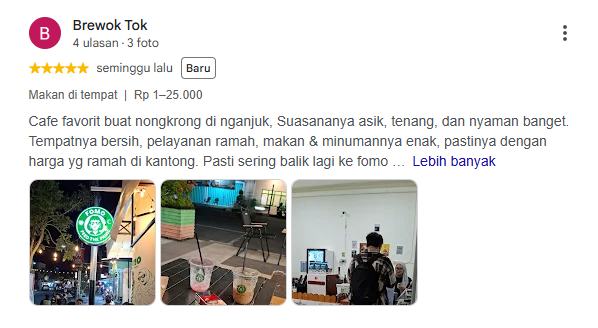 B
Brewok Tok
4 ulasan · 3 foto
seminggu lalu Baru
Makan di tempat | Rp 1–25.000
Cafe favorit buat nongkrong di nganjuk, Suasananya asik, tenang, dan nyaman banget.
Tempatnya bersih, pelayanan ramah, makan & minumannya enak, pastinya dengan
harga yg ramah di kantong. Pasti sering balik lagi ke fomo … Lebih banyak
FOMO